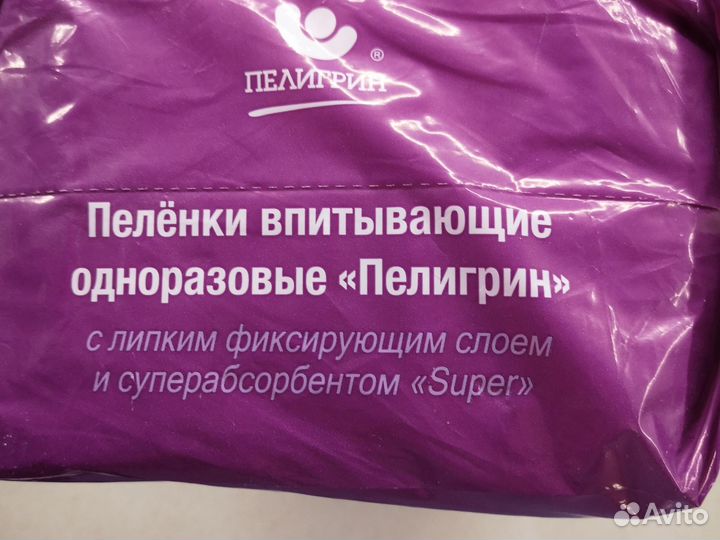 ПЕЛИГРИН ®
Пелёнки впитывающие
одноразовые «Пелигрин»
с липким фиксирующим слоем
и суперабсорбентом «Super»
Avito